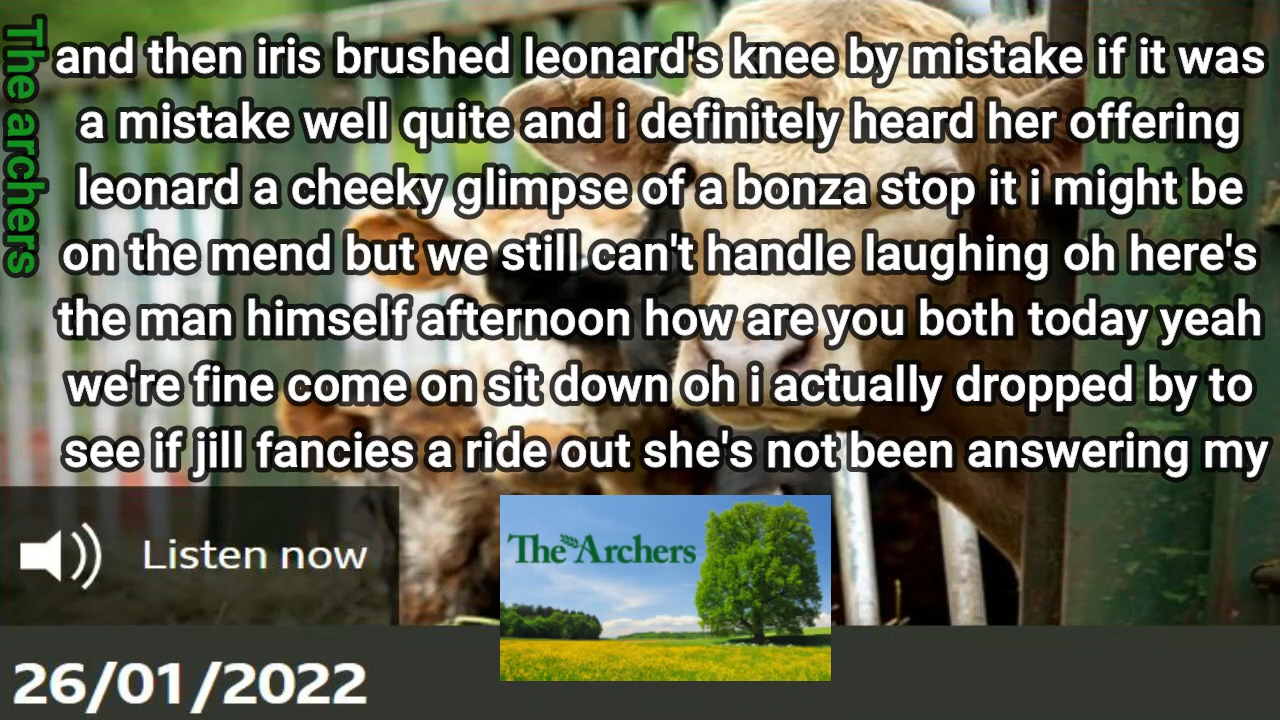 The archers
and then iris brushed leonard's knee by mistake if it was
a mistake well quite and i definitely heard her offering
leonard a cheeky glimpse of a bonza stop it i might be
on the mend but we still can't handle laughing oh here's
the man himself afternoon how are you both today yeah
we're fine come on sit down oh i actually dropped by to
see if jill fancies a ride out she's not been answering my
Listen now
The Archers
26/01/2022